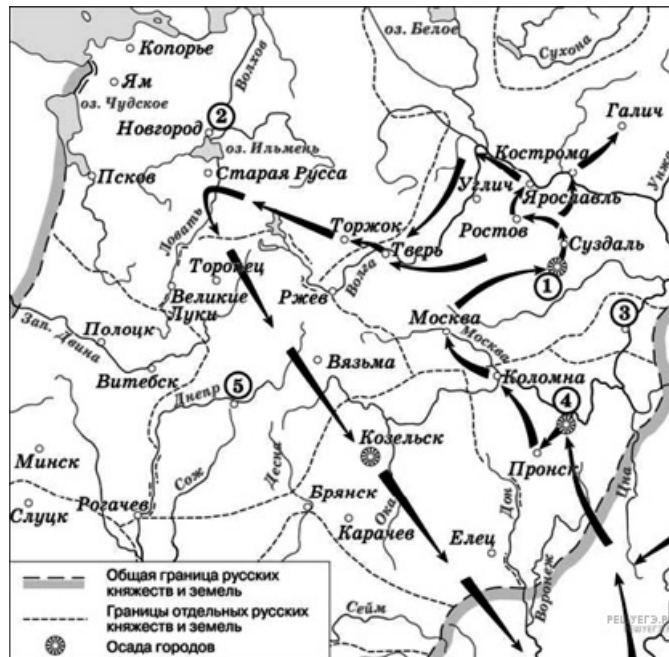 оз. Белое
Сухона
Копорье
Волхов
Ям
оз. Чудское
2
Новгород
оз. Ильмень
Галич
Кострома
Унжа
Псков
Старая Русса
Углич
Ярославль
Ловать
Торжок
Ростов
Тверь
Суздаль
Торопец
Волга
1
Ржев
Великие
Луки
3
Зап. Двина
Москва
Москва
Полоцк
Вязьма
Витебск
Коломна
5
4
Днепр
Козельск
Минск
Сож
Десна
Пронск
Цна
Слуцк
Рогачев
Брянск
Ока
Дон
Карачев
Елец
Воронеж
Общая граница русских
княжеств и земель
Границы отдельных русских
княжеств и земель
Сейм
Осада городов
РЕШУЕГЭ.Р